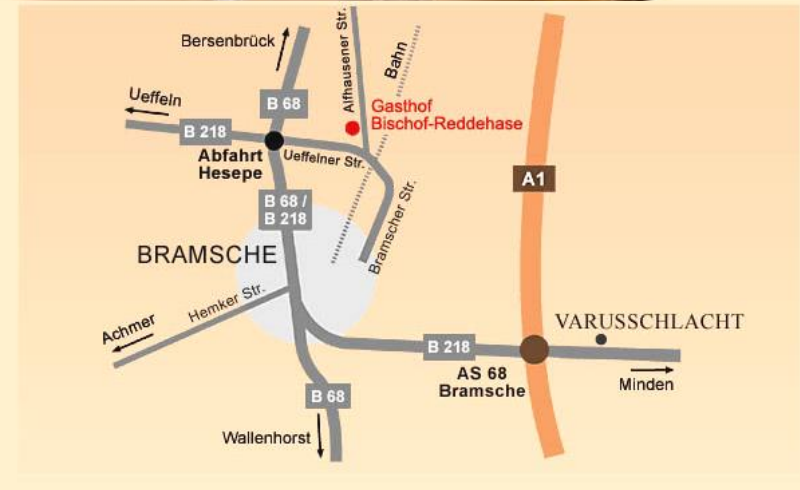 Bersenbrück
Alfhausener Str.
Bahn
Ueffeln
B 68
Gasthof
Bischof-Reddehase
B 218
Abfahrt
Hesepe
Ueffelner Str.
A1
B 68 /
B 218
Bramscher Str.
BRAMSCHE
Hemker Str.
Achmer
VARUSSCHLACHT
B 218
AS 68
Bramsche
Minden
B 68
Wallenhorst